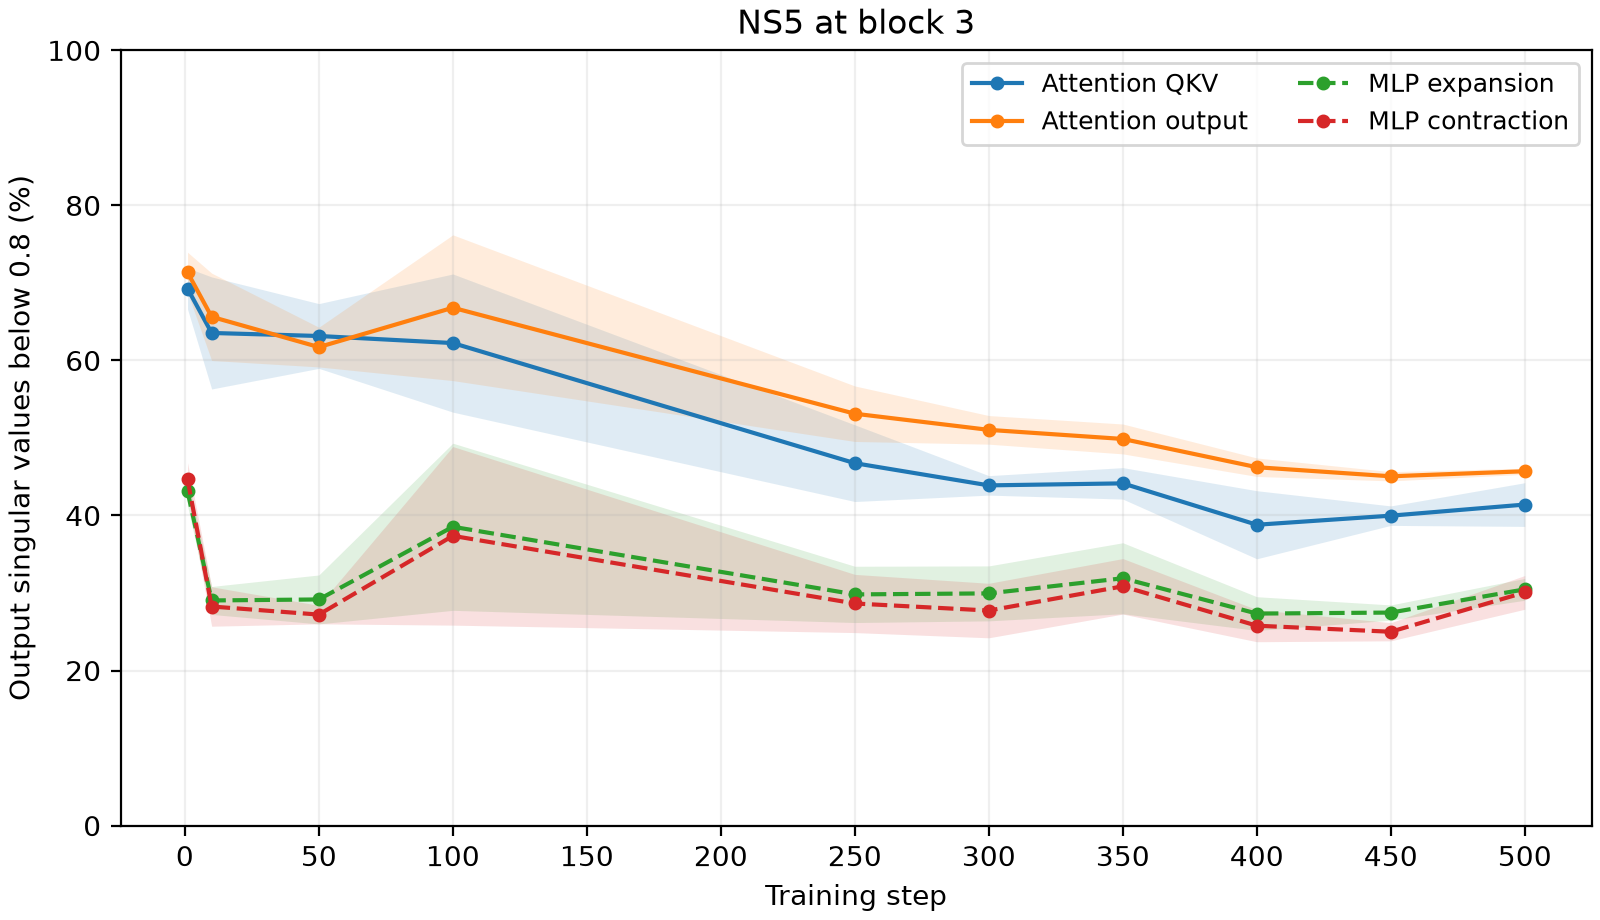 NS5 at block 3
Attention QKV
Attention output
MLP expansion
MLP contraction
Output singular values below 0.8 (%)
100
80
60
40
20
0
0 50 100 150 200 250 300 350 400 450 500
Training step